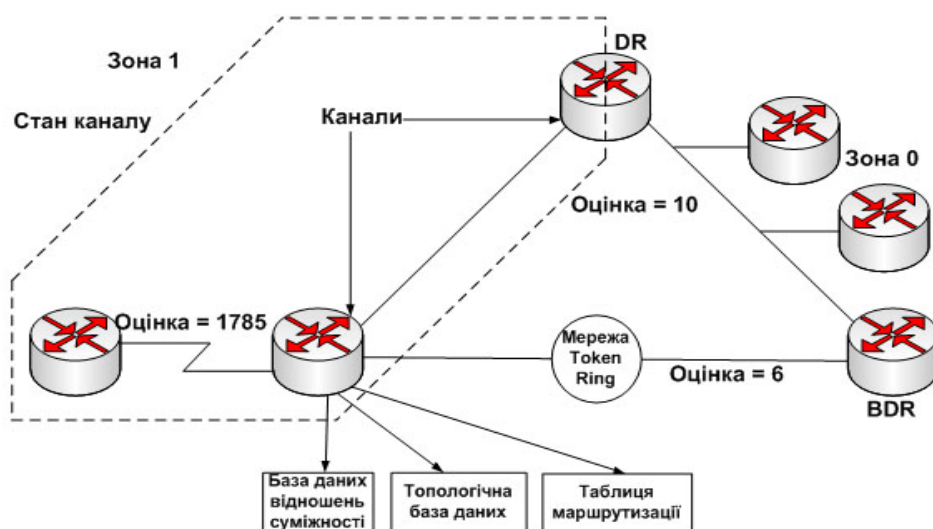 DR
Зона 1
Стан каналу
Канали
Зона 0
Оцінка = 10
Оцінка = 1785
Мережа
Token
Ring
Оцінка = 6
BDR
База даних
відношень
суміжності
Топологічна
база даних
Таблиця
маршрутизації